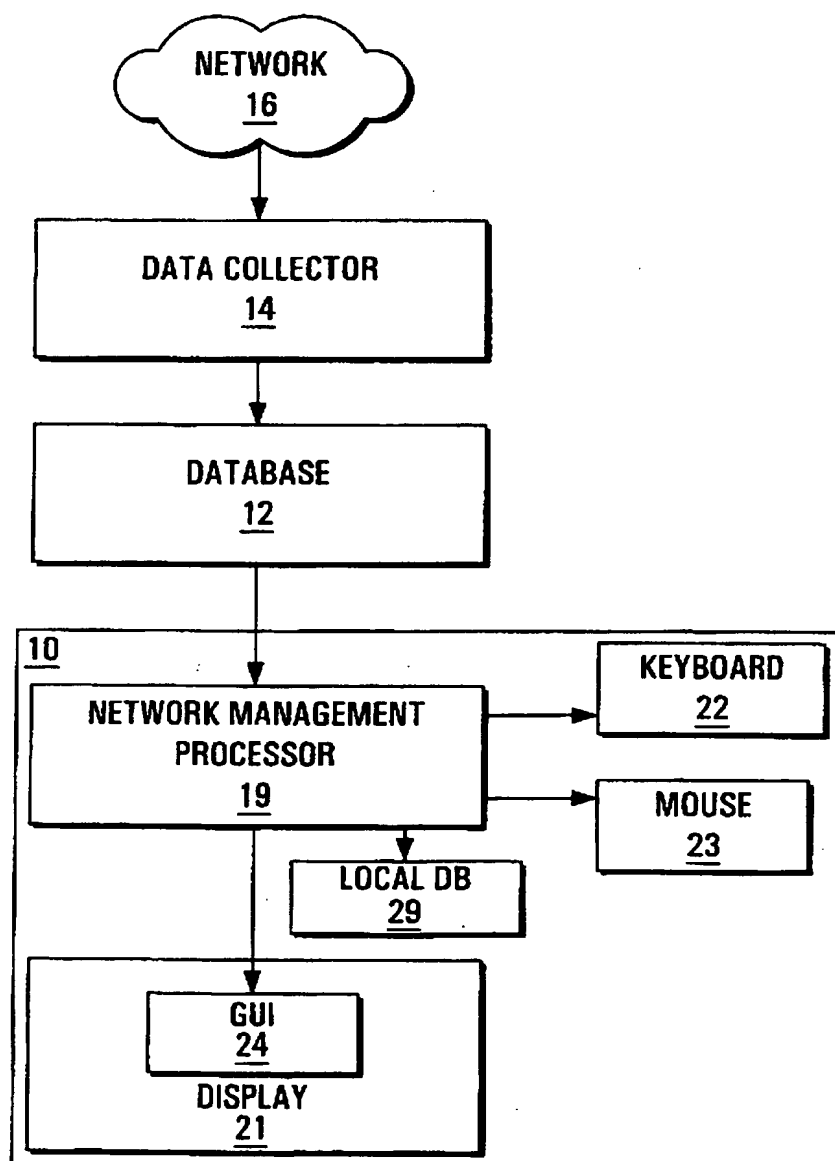 NETWORK
16
DATA COLLECTOR
14
DATABASE
12
10
KEYBOARD
22
NETWORK MANAGEMENT
PROCESSOR
19
MOUSE
23
LOCAL DB
29
GUI
24
DISPLAY
21